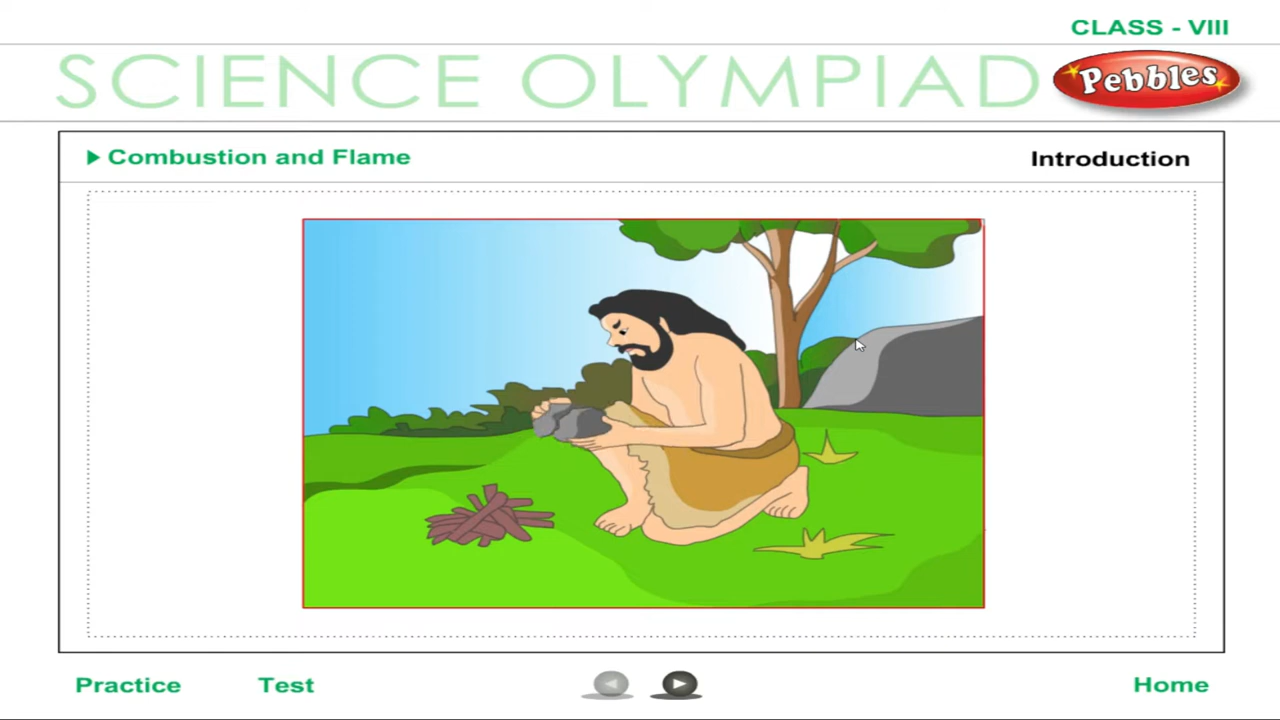 CLASS - VIII
SCIENCE OLYMPIAD
Pebbles
Combustion and Flame
Introduction
Practice
Test
Home